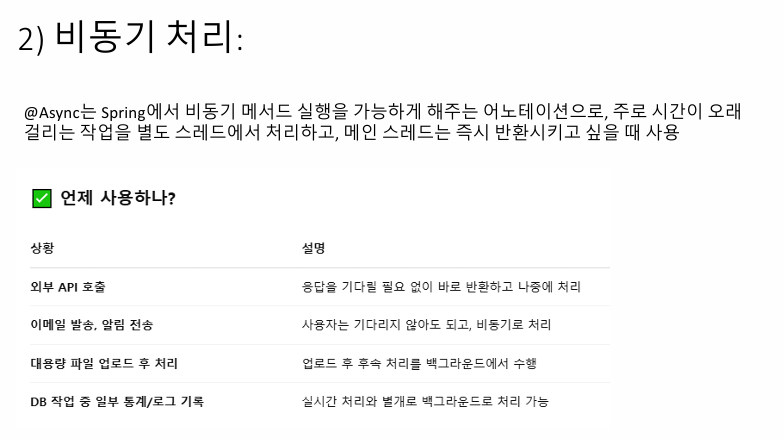 2) 비동기 처리:
@Async는 Spring에서 비동기 메서드 실행을 가능하게 해주는 어노테이션으로, 주로 시간이 오래
걸리는 작업을 별도 스레드에서 처리하고, 메인 스레드는 즉시 반환시키고 싶을 때 사용
✅ 언제 사용하나?
상황 설명
외부 API 호출 응답을 기다릴 필요 없이 바로 반환하고 나중에 처리
이메일 발송, 알림 전송 사용자는 기다리지 않아도 되고, 비동기로 처리
대용량 파일 업로드 후 처리 업로드 후 후속 처리를 백그라운드에서 수행
DB 작업 중 일부 통계/로그 기록 실시간 처리와 별개로 백그라운드로 처리 가능